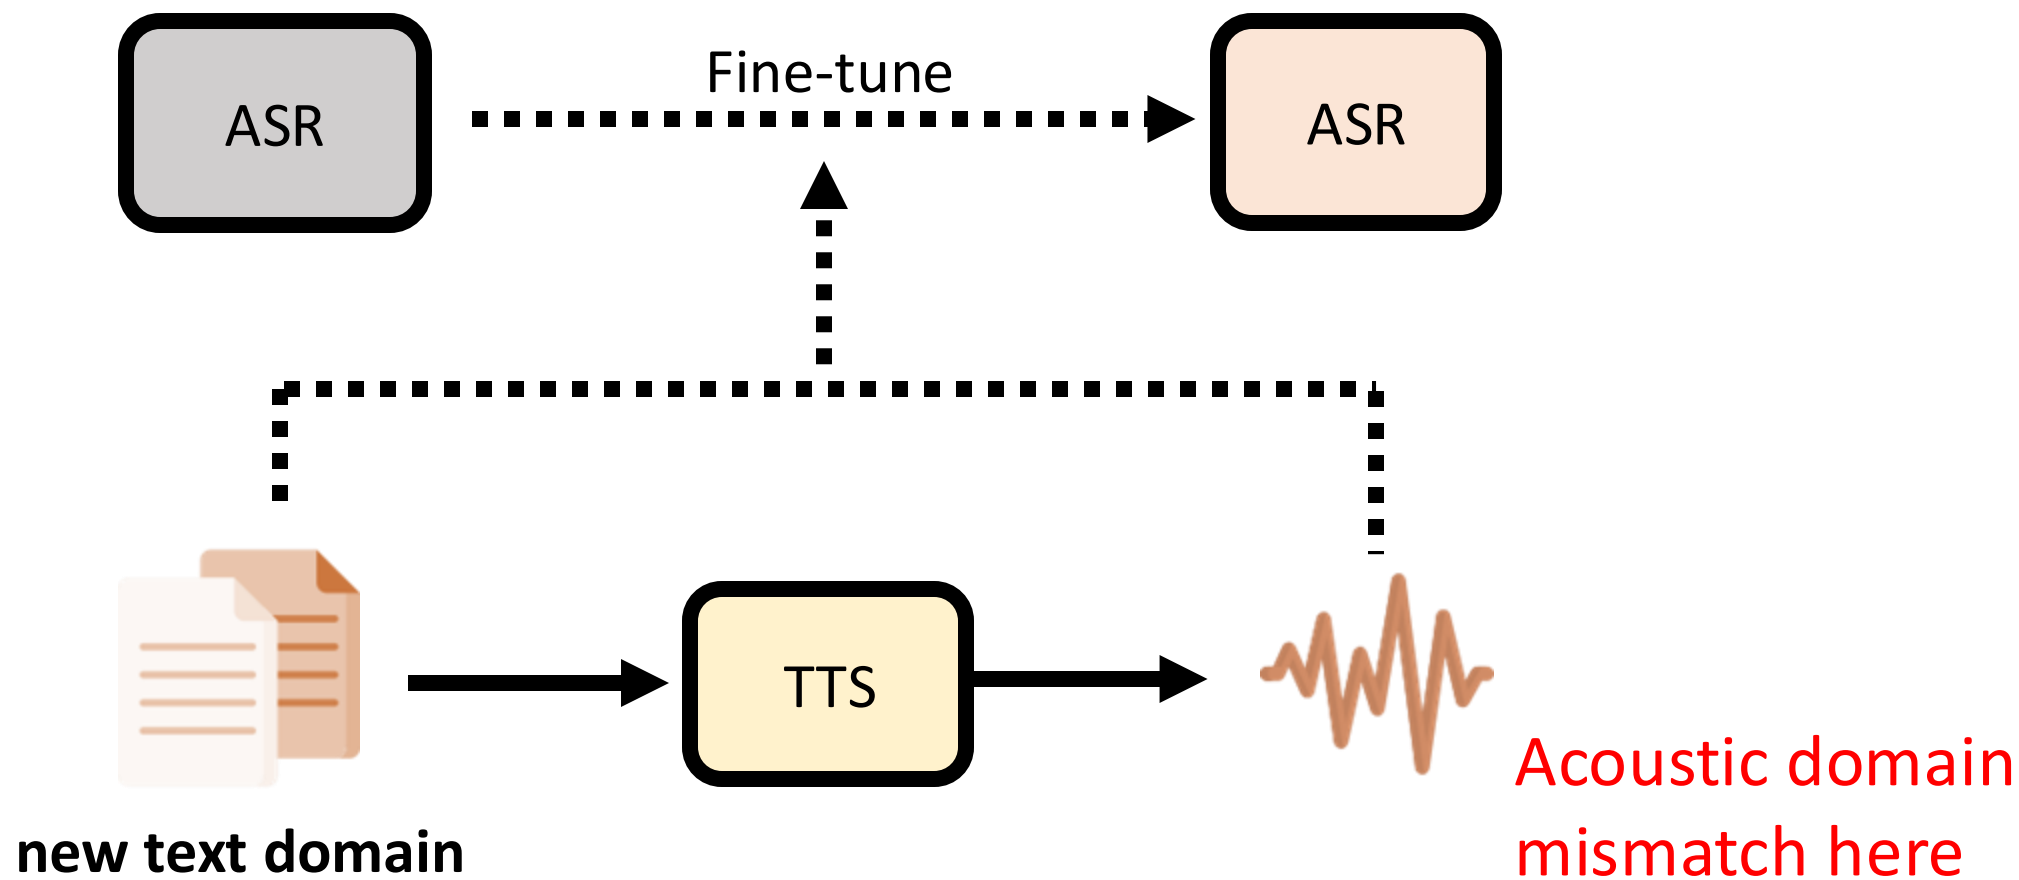 Fine-tune
ASR
ASR
TTS
Acoustic domain
mismatch here
new text domain